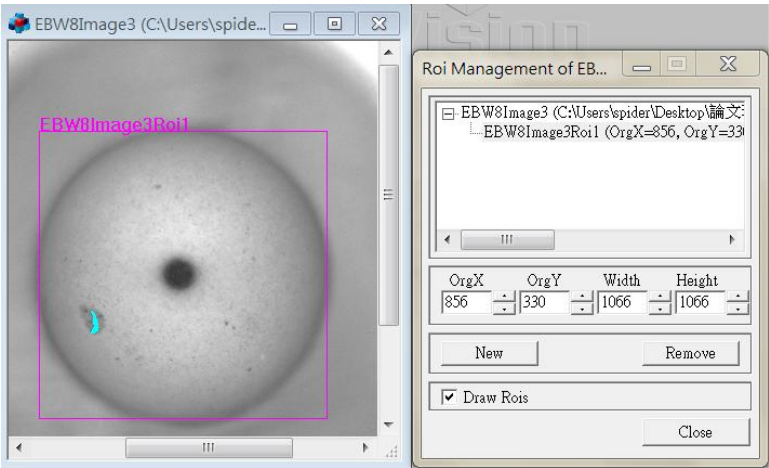 EBW8Image3 (C:\Users\spide...
EBW8Image3Roi1
ision
Roi Management of EB...
EBW8Image3 (C:\Users\spider\Desktop\論文
EBW8Image3Roi1 (OrgX=856, OrgY=33
OrgX OrgY Width Height
856 330 1066 1066
New Remove
Draw Rois
Close